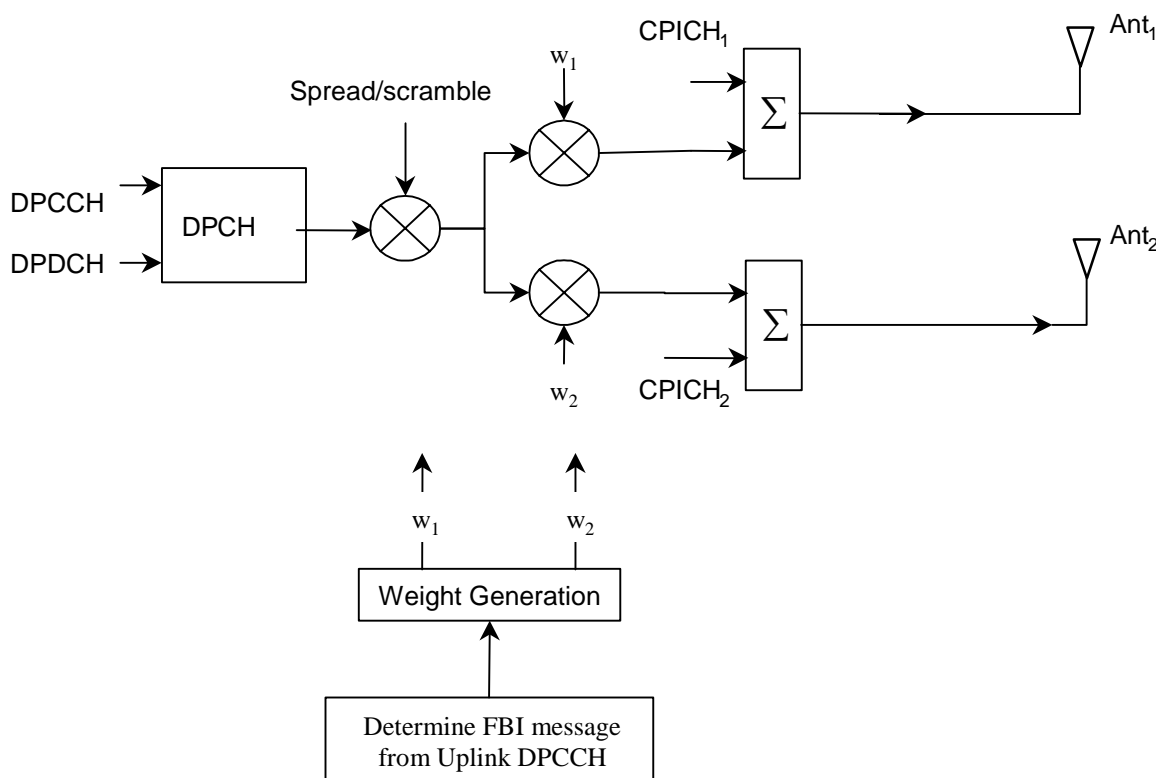 CPICH₁
Ant₁
w₁
Spread/scramble
Σ
DPCCH
DPCH
DPDCH
Ant₂
Σ
w₂
CPICH₂
w₁
w₂
Weight Generation
Determine FBI message
from Uplink DPCCH